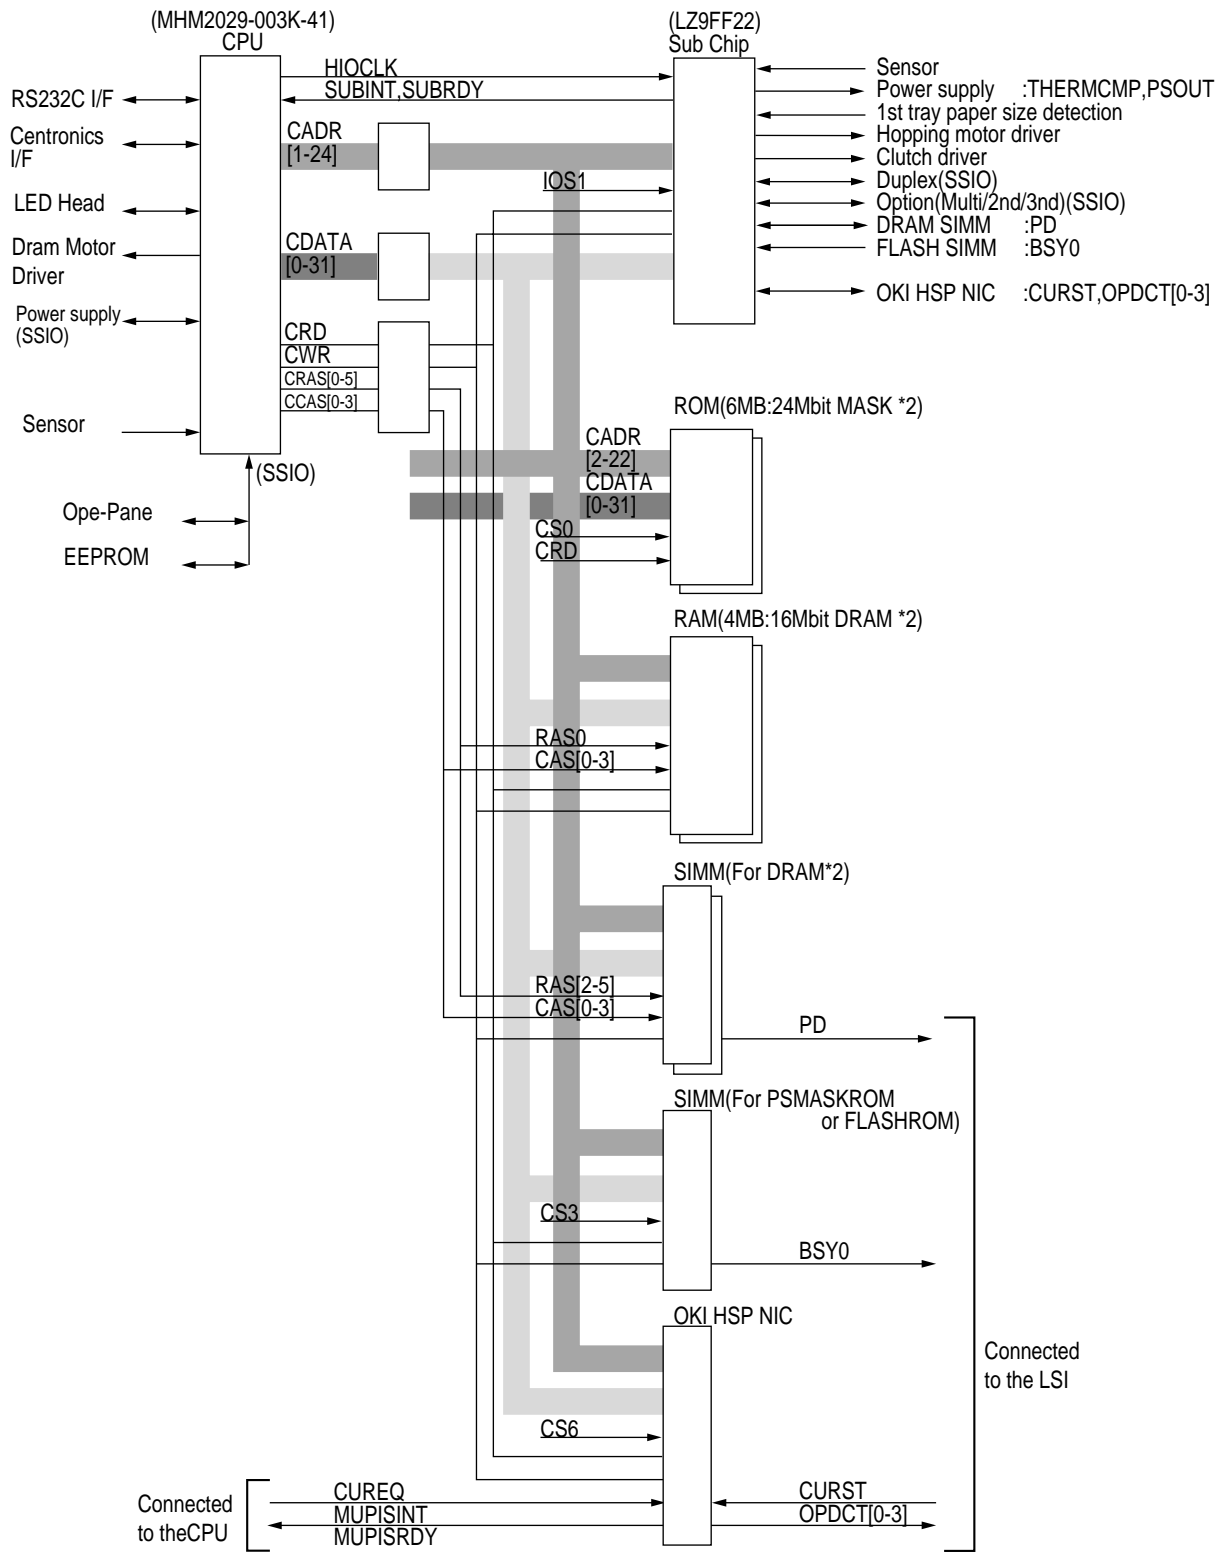 (MHM2029-003K-41)
CPU
(LZ9FF22)
Sub Chip
RS232C I/F
Centronics
I/F
LED Head
Dram Motor
Driver
Power supply
(SSIO)
Sensor
(SSIO)
Ope-Pane
EEPROM
HIOCLK
SUBINT,SUBRDY
CADR
[1-24]
IOS1
CDATA
[0-31]
CRD
CWR
CRAS[0-5]
CCAS[0-3]
Sensor
Power supply :THERMCMP,PSOUT
1st tray paper size detection
Hopping motor driver
Clutch driver
Duplex(SSIO)
Option(Multi/2nd/3nd)(SSIO)
DRAM SIMM :PD
FLASH SIMM :BSY0
OKI HSP NIC :CURST,OPDCT[0-3]
ROM(6MB:24Mbit MASK *2)
CADR
[2-22]
CDATA
[0-31]
CS0
CRD
RAM(4MB:16Mbit DRAM *2)
RAS0
CAS[0-3]
SIMM(For DRAM*2)
RAS[2-5]
CAS[0-3]
PD
SIMM(For PSMASKROM
or FLASHROM)
CS3
BSY0
OKI HSP NIC
CS6
Connected
to the LSI
Connected
to theCPU
CUREQ
MUPISINT
MUPISRDY
CURST
OPDCT[0-3]